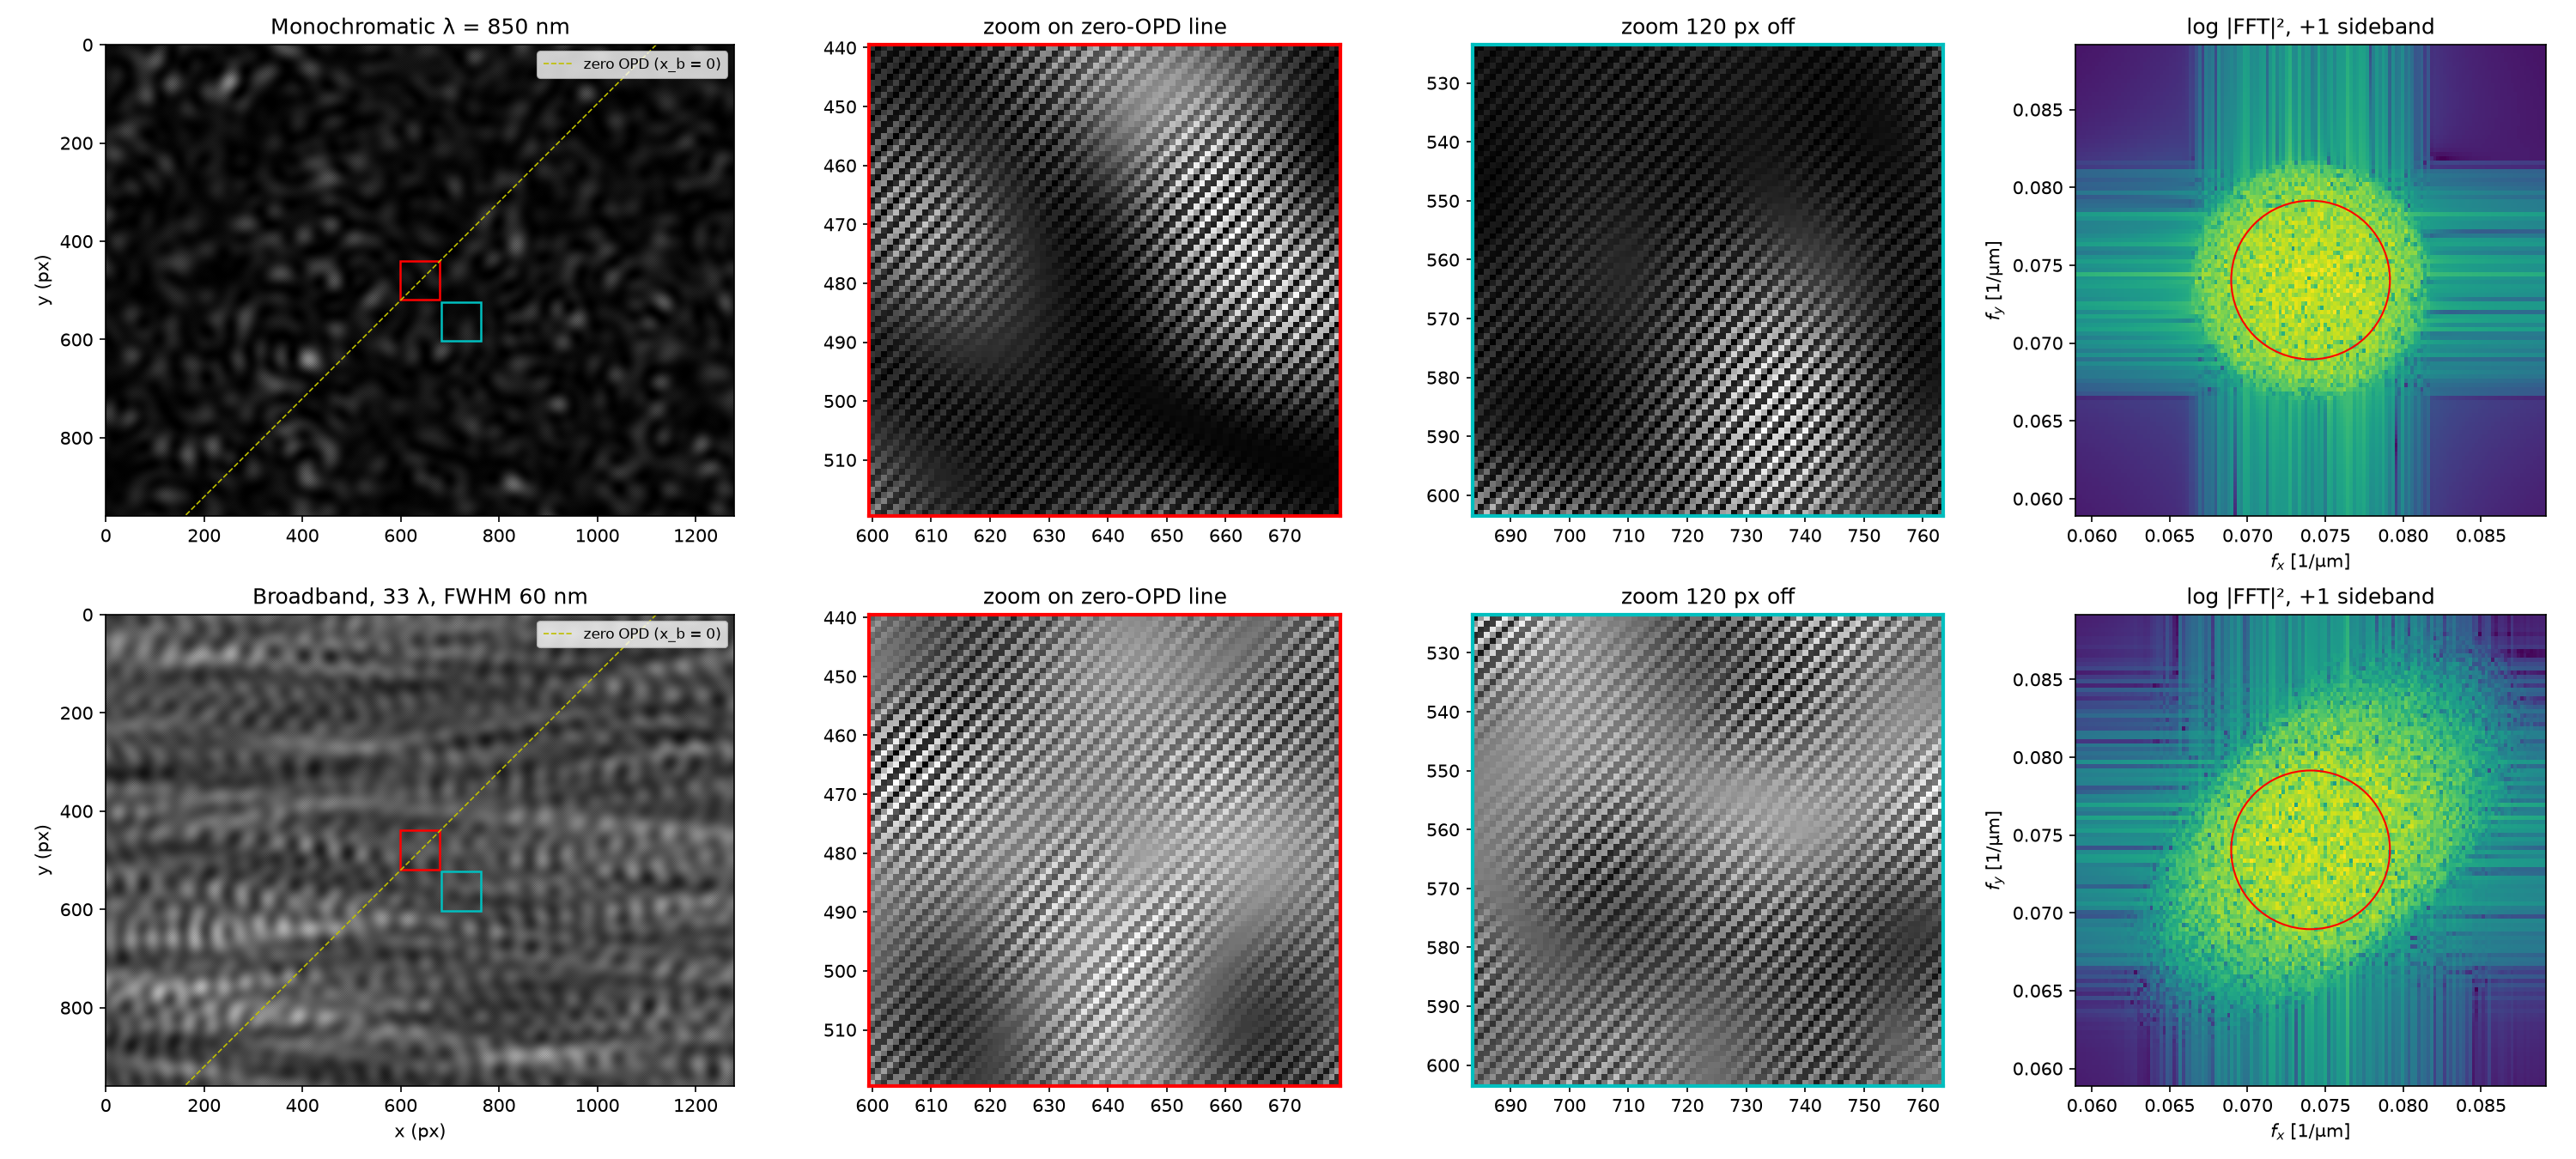 Monochromatic λ = 850 nm
zoom on zero-OPD line
zoom 120 px off
log |FFT|², +1 sideband
zero OPD (x_b = 0)
y (px)
0
200
400
600
800
0 200 400 600 800 1000 1200
440
450
460
470
480
490
500
510
600 610 620 630 640 650 660 670
530
540
550
560
570
580
590
600
690 700 710 720 730 740 750 760
f_y [1/μm]
0.085
0.080
0.075
0.070
0.065
0.060
0.060 0.065 0.070 0.075 0.080 0.085
f_x [1/μm]
Broadband, 33 λ, FWHM 60 nm
zoom on zero-OPD line
zoom 120 px off
log |FFT|², +1 sideband
zero OPD (x_b = 0)
y (px)
0
200
400
600
800
0 200 400 600 800 1000 1200
x (px)
440
450
460
470
480
490
500
510
600 610 620 630 640 650 660 670
530
540
550
560
570
580
590
600
690 700 710 720 730 740 750 760
f_y [1/μm]
0.085
0.080
0.075
0.070
0.065
0.060
0.060 0.065 0.070 0.075 0.080 0.085
f_x [1/μm]